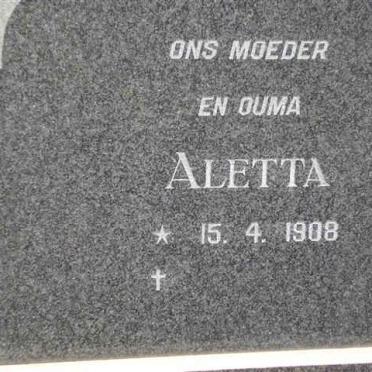 ONS MOEDER
EN OUMA
ALETTA
* 15. 4. 1908
†